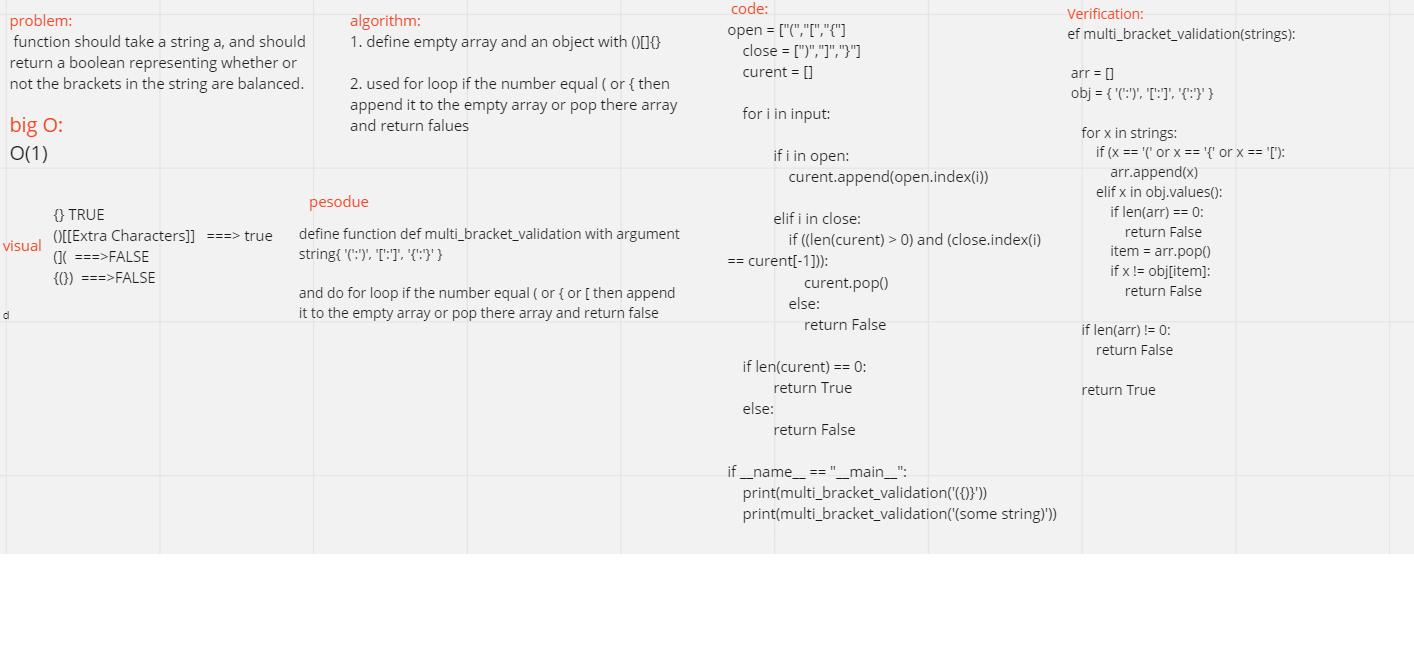 problem:
function should take a string a, and should
return a boolean representing whether or
not the brackets in the string are balanced.
big O:
O(1)
visual
{} TRUE
()[[Extra Characters]] ===> true
(]( ===>FALSE
{(}) ===>FALSE
d
algorithm:
1. define empty array and an object with ()[]{}
2. used for loop if the number equal ( or { then
append it to the empty array or pop there array
and return falues
pesodue
define function def multi_bracket_validation with argument
string{ '(':')', '[':']', '{':'}' }
and do for loop if the number equal ( or { or [ then append
it to the empty array or pop there array and return false
code:
open = ["(","[","{"]
close = [")","]","}"]
curent = []
for i in input:
if i in open:
curent.append(open.index(i))
elif i in close:
if ((len(curent) > 0) and (close.index(i)
== curent[-1])):
curent.pop()
else:
return False
if len(curent) == 0:
return True
else:
return False
if __name__ == "__main__":
print(multi_bracket_validation('({)}'))
print(multi_bracket_validation('(some string)'))
Verification:
ef multi_bracket_validation(strings):
arr = []
obj = { '(':')', '[':']', '{':'}' }
for x in strings:
if (x == '(' or x == '{' or x == '['):
arr.append(x)
elif x in obj.values():
if len(arr) == 0:
return False
item = arr.pop()
if x != obj[item]:
return False
if len(arr) != 0:
return False
return True